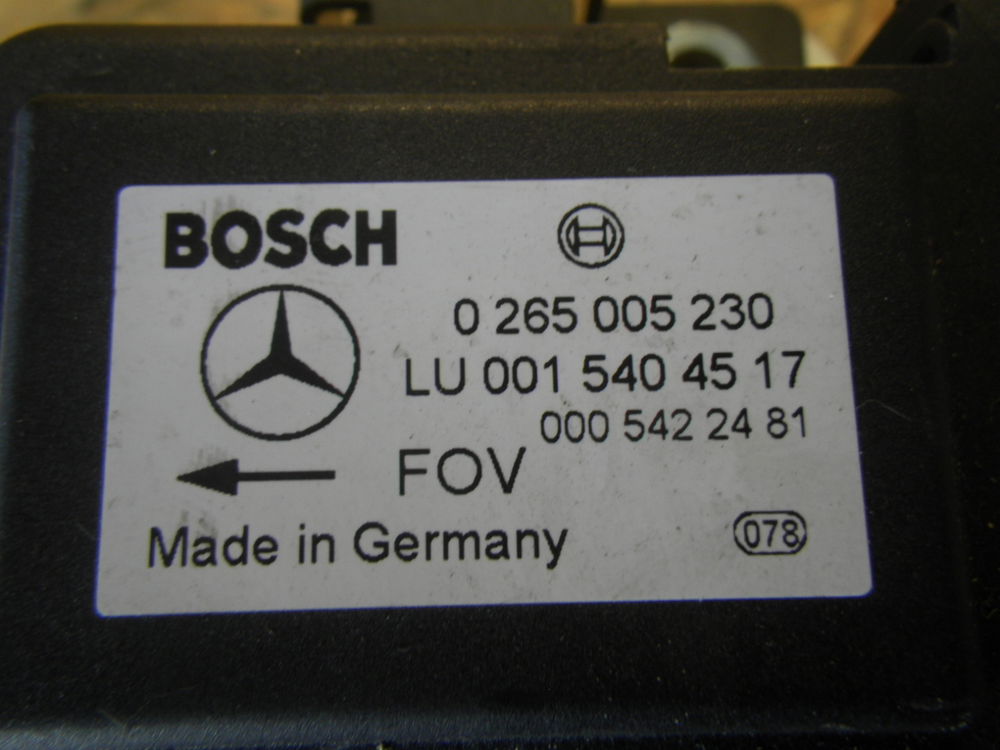 BOSCH
0 265 005 230
LU 001 540 45 17
000 542 24 81
FOV
Made in Germany
078